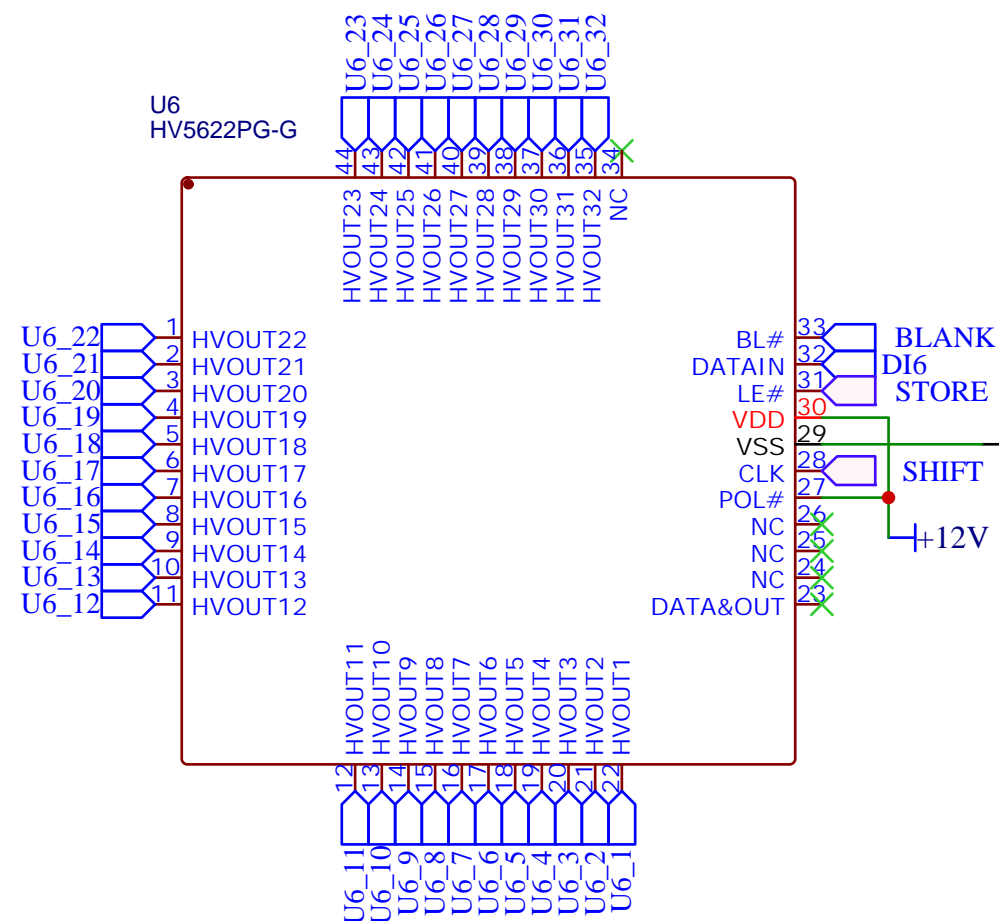 U6_23
U6_24
U6_25
U6_26
U6_27
U6_28
U6_29
U6_30
U6_31
U6_32
U6
HV5622PG-G
44
43
42
41
40
39
38
37
36
35
34
HVOUT23
HVOUT24
HVOUT25
HVOUT26
HVOUT27
HVOUT28
HVOUT29
HVOUT30
HVOUT31
HVOUT32
NC
U6_22 1 HVOUT22
U6_21 2 HVOUT21
U6_20 3 HVOUT20
U6_19 4 HVOUT19
U6_18 5 HVOUT18
U6_17 6 HVOUT17
U6_16 7 HVOUT16
U6_15 8 HVOUT15
U6_14 9 HVOUT14
U6_13 10 HVOUT13
U6_12 11 HVOUT12
BL# 33 BLANK
DATAIN 32 DI6
LE# 31 STORE
VDD 30
VSS 29
CLK 28 SHIFT
POL# 27
NC 26
+12V
NC 25
NC 24
DATA&OUT 23
HVOUT11
HVOUT10
HVOUT9
HVOUT8
HVOUT7
HVOUT6
HVOUT5
HVOUT4
HVOUT3
HVOUT2
HVOUT1
12
13
14
15
16
17
18
19
20
21
22
U6_11
U6_10
U6_9
U6_8
U6_7
U6_6
U6_5
U6_4
U6_3
U6_2
U6_1